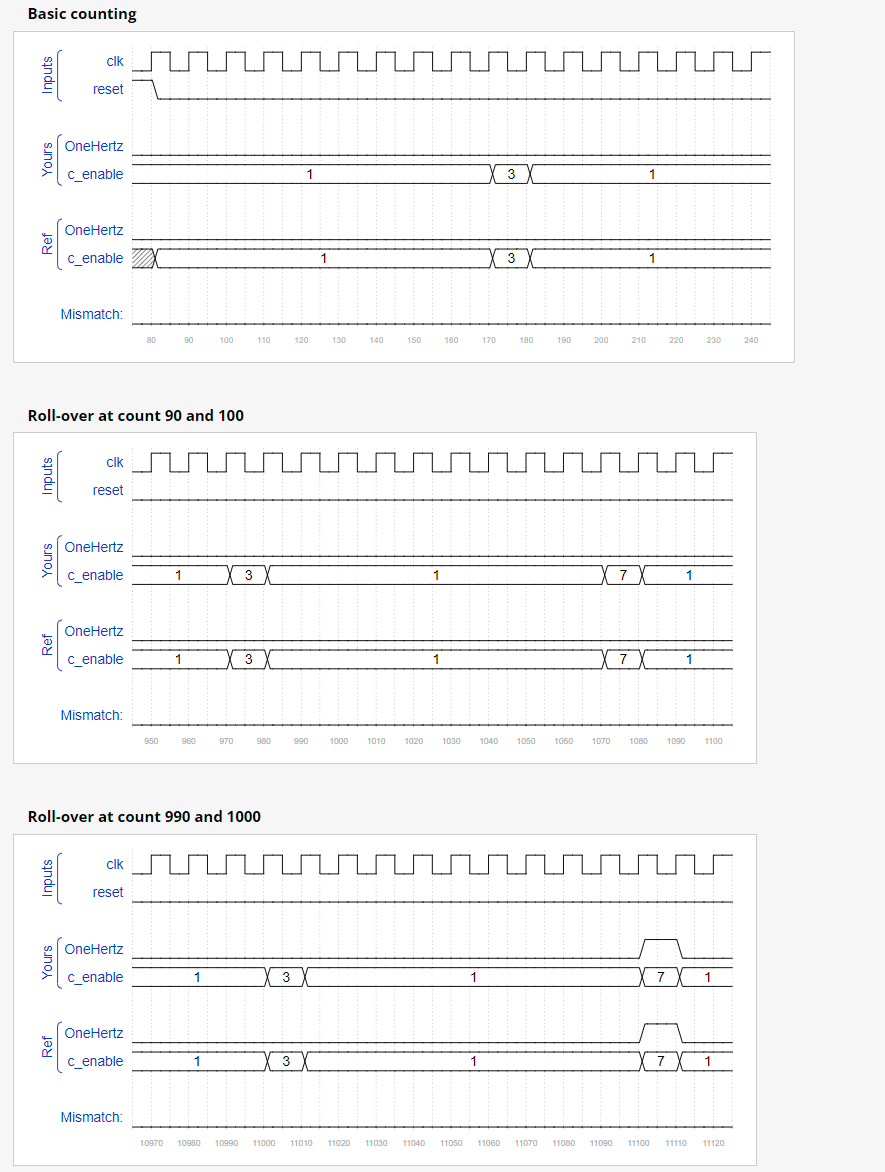 Basic counting
Inputs
clk
reset
Yours
OneHertz
c_enable 1 3 1
Ref
OneHertz
c_enable 1 3 1
Mismatch:
80 90 100 110 120 130 140 150 160 170 180 190 200 210 220 230 240
Roll-over at count 90 and 100
Inputs
clk
reset
Yours
OneHertz
c_enable 1 3 1 7 1
Ref
OneHertz
c_enable 1 3 1 7 1
Mismatch:
950 960 970 980 990 1000 1010 1020 1030 1040 1050 1060 1070 1080 1090 1100
Roll-over at count 990 and 1000
Inputs
clk
reset
Yours
OneHertz
c_enable 1 3 1 7 1
Ref
OneHertz
c_enable 1 3 1 7 1
Mismatch:
10970 10980 10990 11000 11010 11020 11030 11040 11050 11060 11070 11080 11090 11100 11110 11120